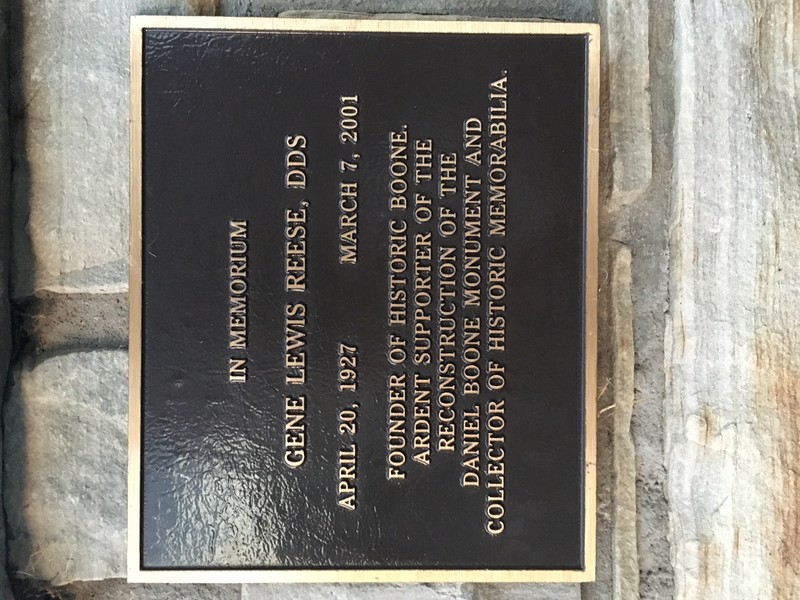 IN MEMORIUM
GENE LEWIS REESE, DDS
APRIL 20, 1927 MARCH 7, 2001
FOUNDER OF HISTORIC BOONE.
ARDENT SUPPORTER OF THE
RECONSTRUCTION OF THE
DANIEL BOONE MONUMENT AND
COLLECTOR OF HISTORIC MEMORABILIA.